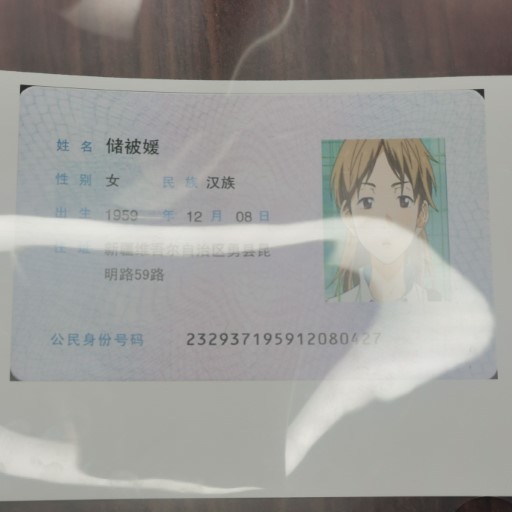 姓名 储被媛
性别 女 民族 汉族
出生 1959 年 12 月 08 日
住址 新疆维吾尔自治区勇县昆
明路59路
公民身份号码 232937195912080427